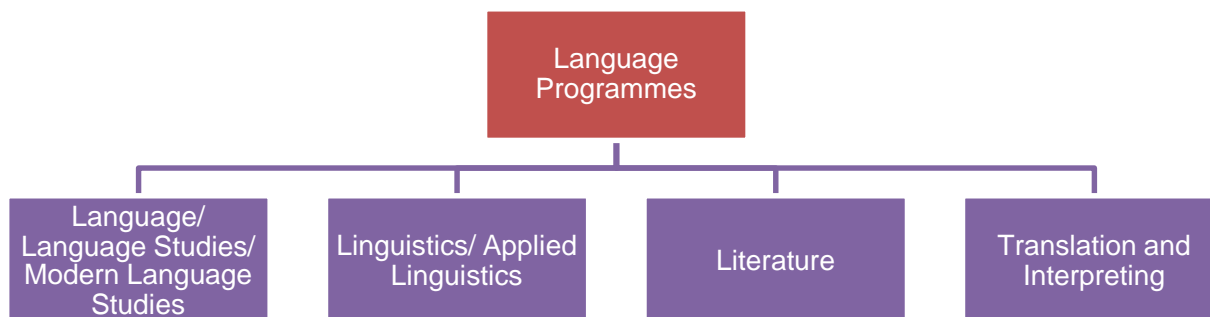 Language
Programmes
Language/
Language Studies/
Modern Language
Studies
Linguistics/ Applied
Linguistics
Literature
Translation and
Interpreting